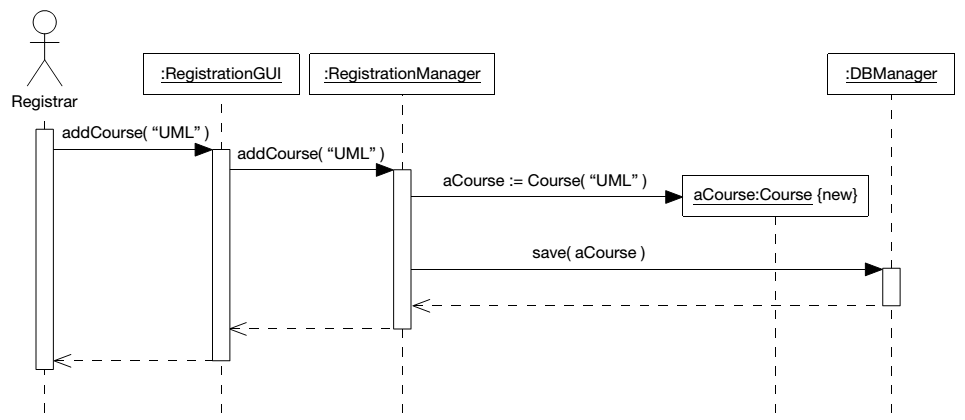 :RegistrationGUI
:RegistrationManager
:DBManager
Registrar
addCourse( “UML” )
addCourse( “UML” )
aCourse := Course( “UML” )
aCourse:Course {new}
save( aCourse )